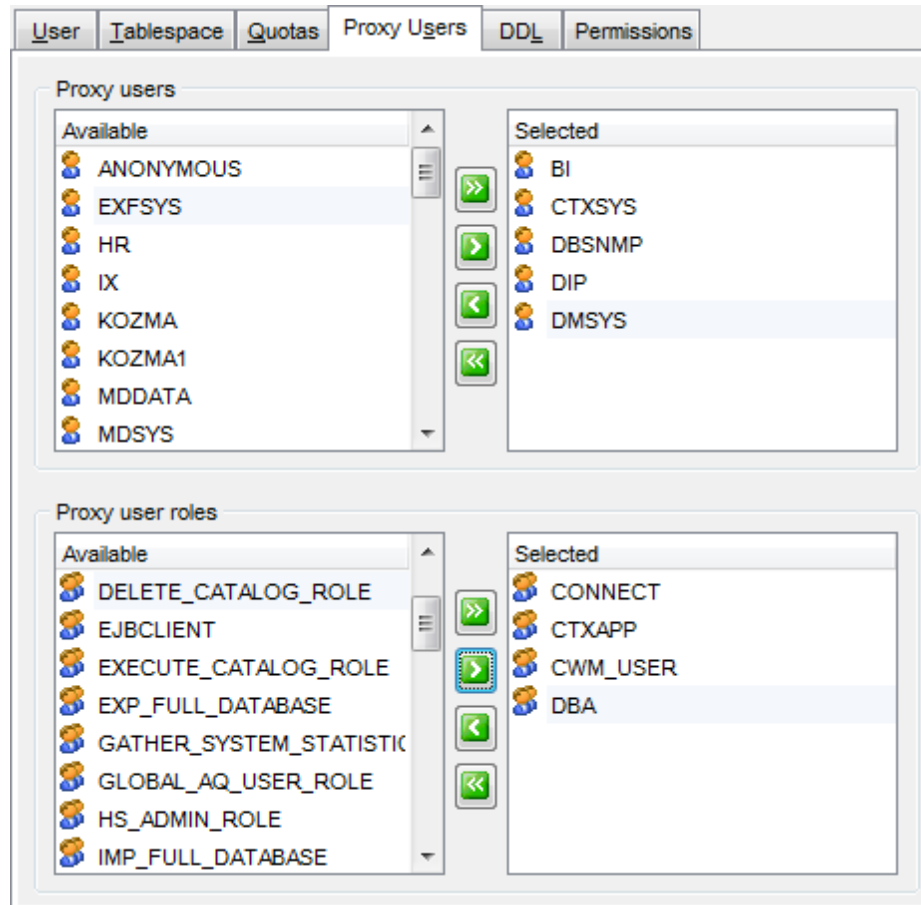 User Tablespace Quotas Proxy Users DDL Permissions
Proxy users
Available
ANONYMOUS
EXFSYS
HR
IX
KOZMA
KOZMA1
MDDATA
MDSYS
Selected
BI
CTXSYS
DBSNMP
DIP
DMSYS
Proxy user roles
Available
DELETE_CATALOG_ROLE
EJBCLIENT
EXECUTE_CATALOG_ROLE
EXP_FULL_DATABASE
GATHER_SYSTEM_STATISTIC
GLOBAL_AQ_USER_ROLE
HS_ADMIN_ROLE
IMP_FULL_DATABASE
Selected
CONNECT
CTXAPP
CWM_USER
DBA